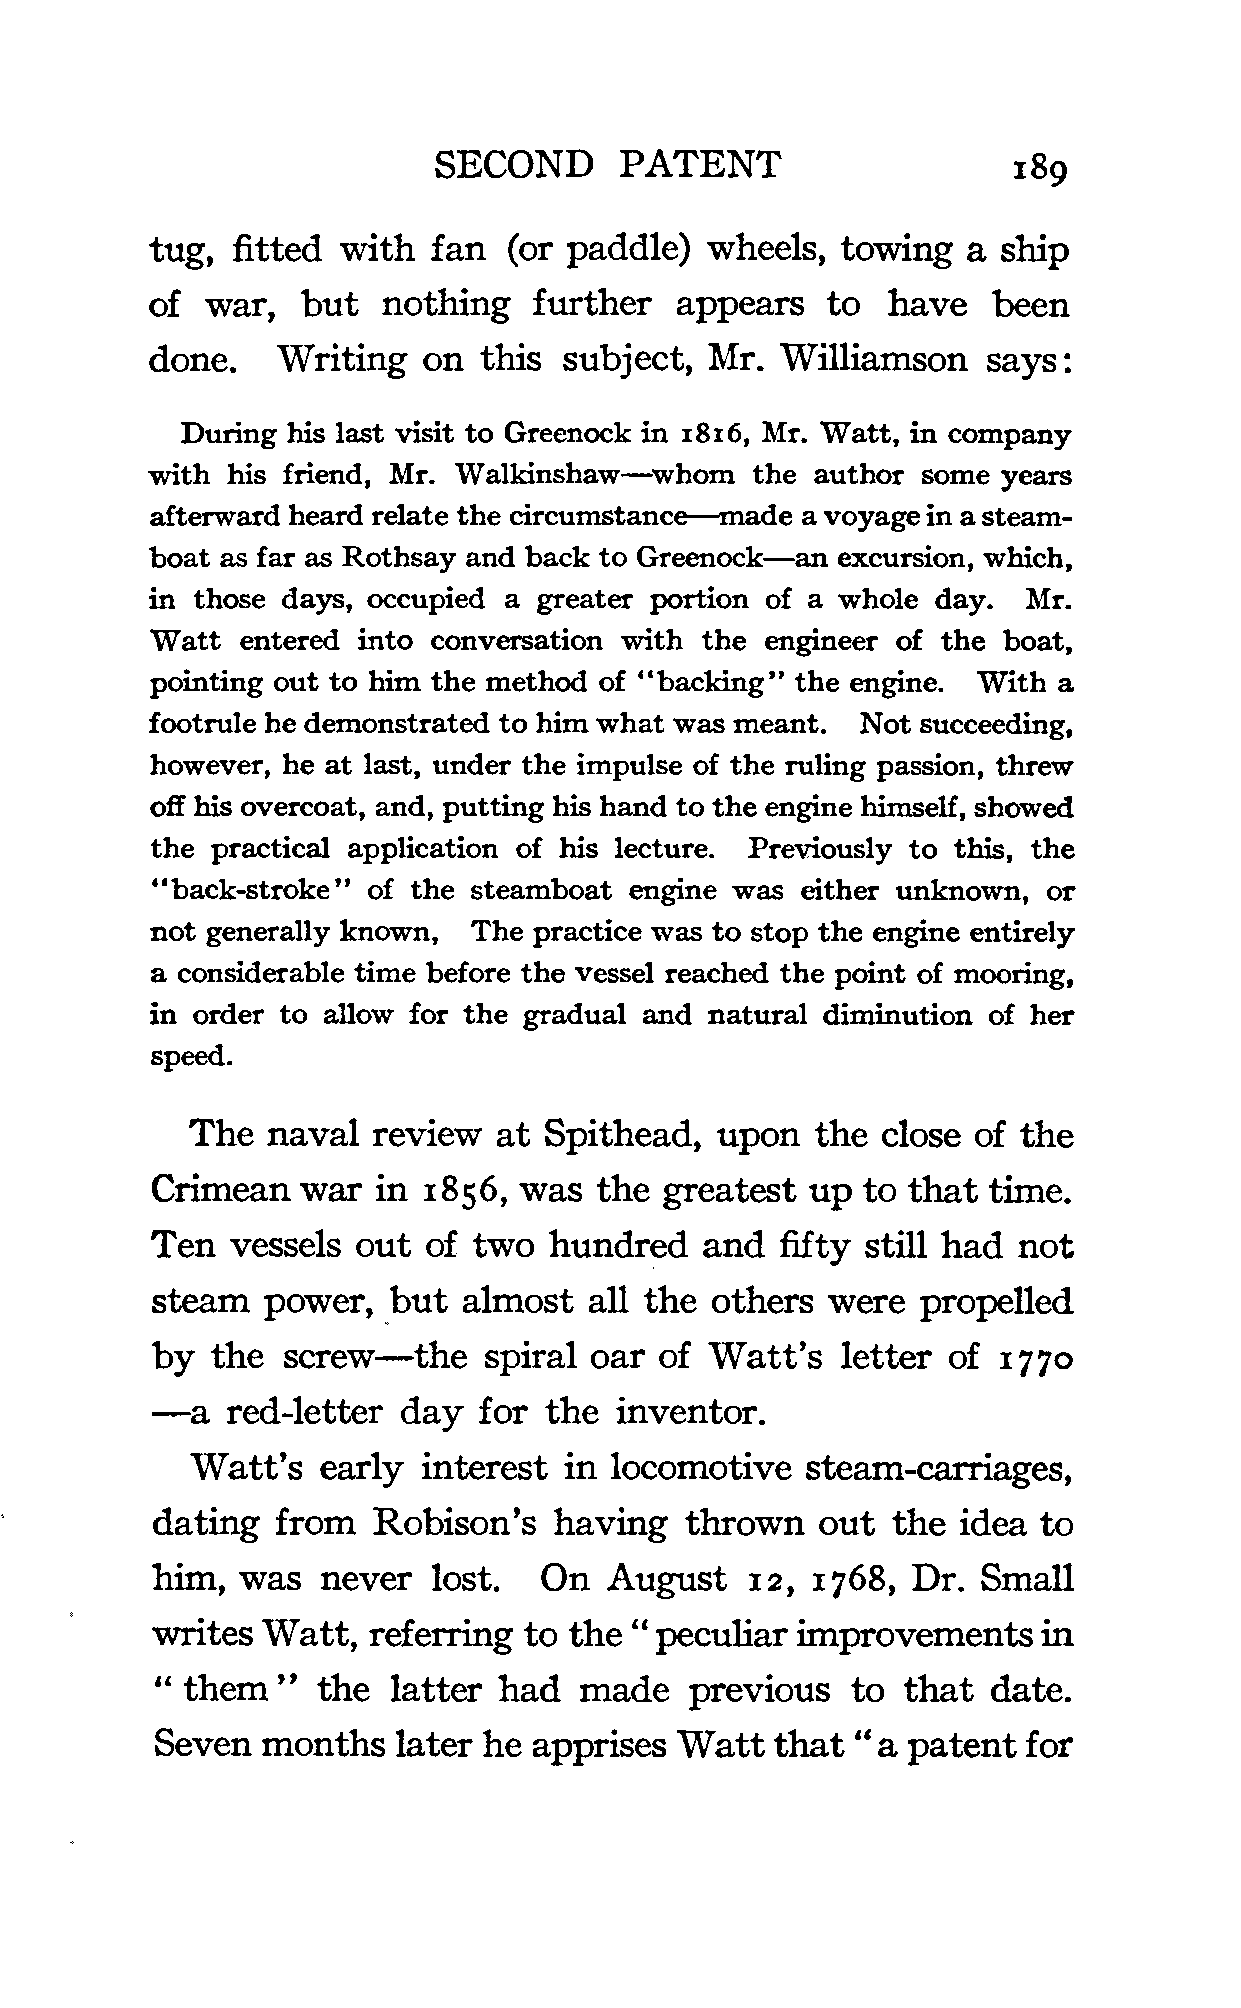 SECOND PATENT 189
tug, fitted with fan (or paddle) wheels, towing a ship
of war, but nothing further appears to have been
done. Writing on this subject, Mr. Williamson says:
During his last visit to Greenock in 1816, Mr. Watt, in company
with his friend, Mr. Walkinshaw—whom the author some years
afterward heard relate the circumstance—made a voyage in a steam-
boat as far as Rothsay and back to Greenock—an excursion, which,
in those days, occupied a greater portion of a whole day. Mr.
Watt entered into conversation with the engineer of the boat,
pointing out to him the method of "backing" the engine. With a
footrule he demonstrated to him what was meant. Not succeeding,
however, he at last, under the impulse of the ruling passion, threw
off his overcoat, and, putting his hand to the engine himself, showed
the practical application of his lecture. Previously to this, the
"back-stroke" of the steamboat engine was either unknown, or
not generally known, The practice was to stop the engine entirely
a considerable time before the vessel reached the point of mooring,
in order to allow for the gradual and natural diminution of her
speed.
The naval review at Spithead, upon the close of the
Crimean war in 1856, was the greatest up to that time.
Ten vessels out of two hundred and fifty still had not
steam power, but almost all the others were propelled
by the screw—the spiral oar of Watt's letter of 1770
—a red-letter day for the inventor.
Watt's early interest in locomotive steam-carriages,
dating from Robison's having thrown out the idea to
him, was never lost. On August 12, 1768, Dr. Small
writes Watt, referring to the "peculiar improvements in
"them" the latter had made previous to that date.
Seven months later he apprises Watt that "a patent for